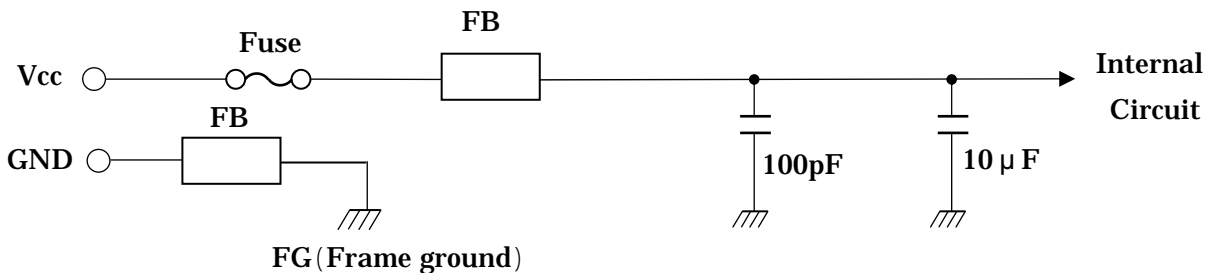 FB
Fuse
Vcc
Internal
Circuit
FB
GND
100pF
10μF
FG(Frame ground)